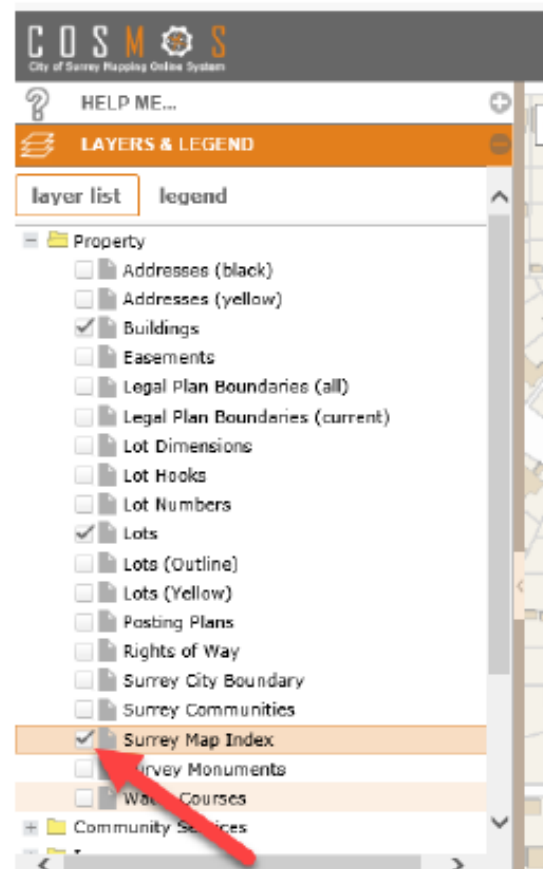 COSMOS
City of Surrey Mapping Online System
HELP ME...
LAYERS & LEGEND
layer list legend
Property
Addresses (black)
Addresses (yellow)
Buildings
Easements
Legal Plan Boundaries (all)
Legal Plan Boundaries (current)
Lot Dimensions
Lot Hooks
Lot Numbers
Lots
Lots (Outline)
Lots (Yellow)
Posting Plans
Rights of Way
Surrey City Boundary
Surrey Communities
Surrey Map Index
Survey Monuments
Courses
Community Services